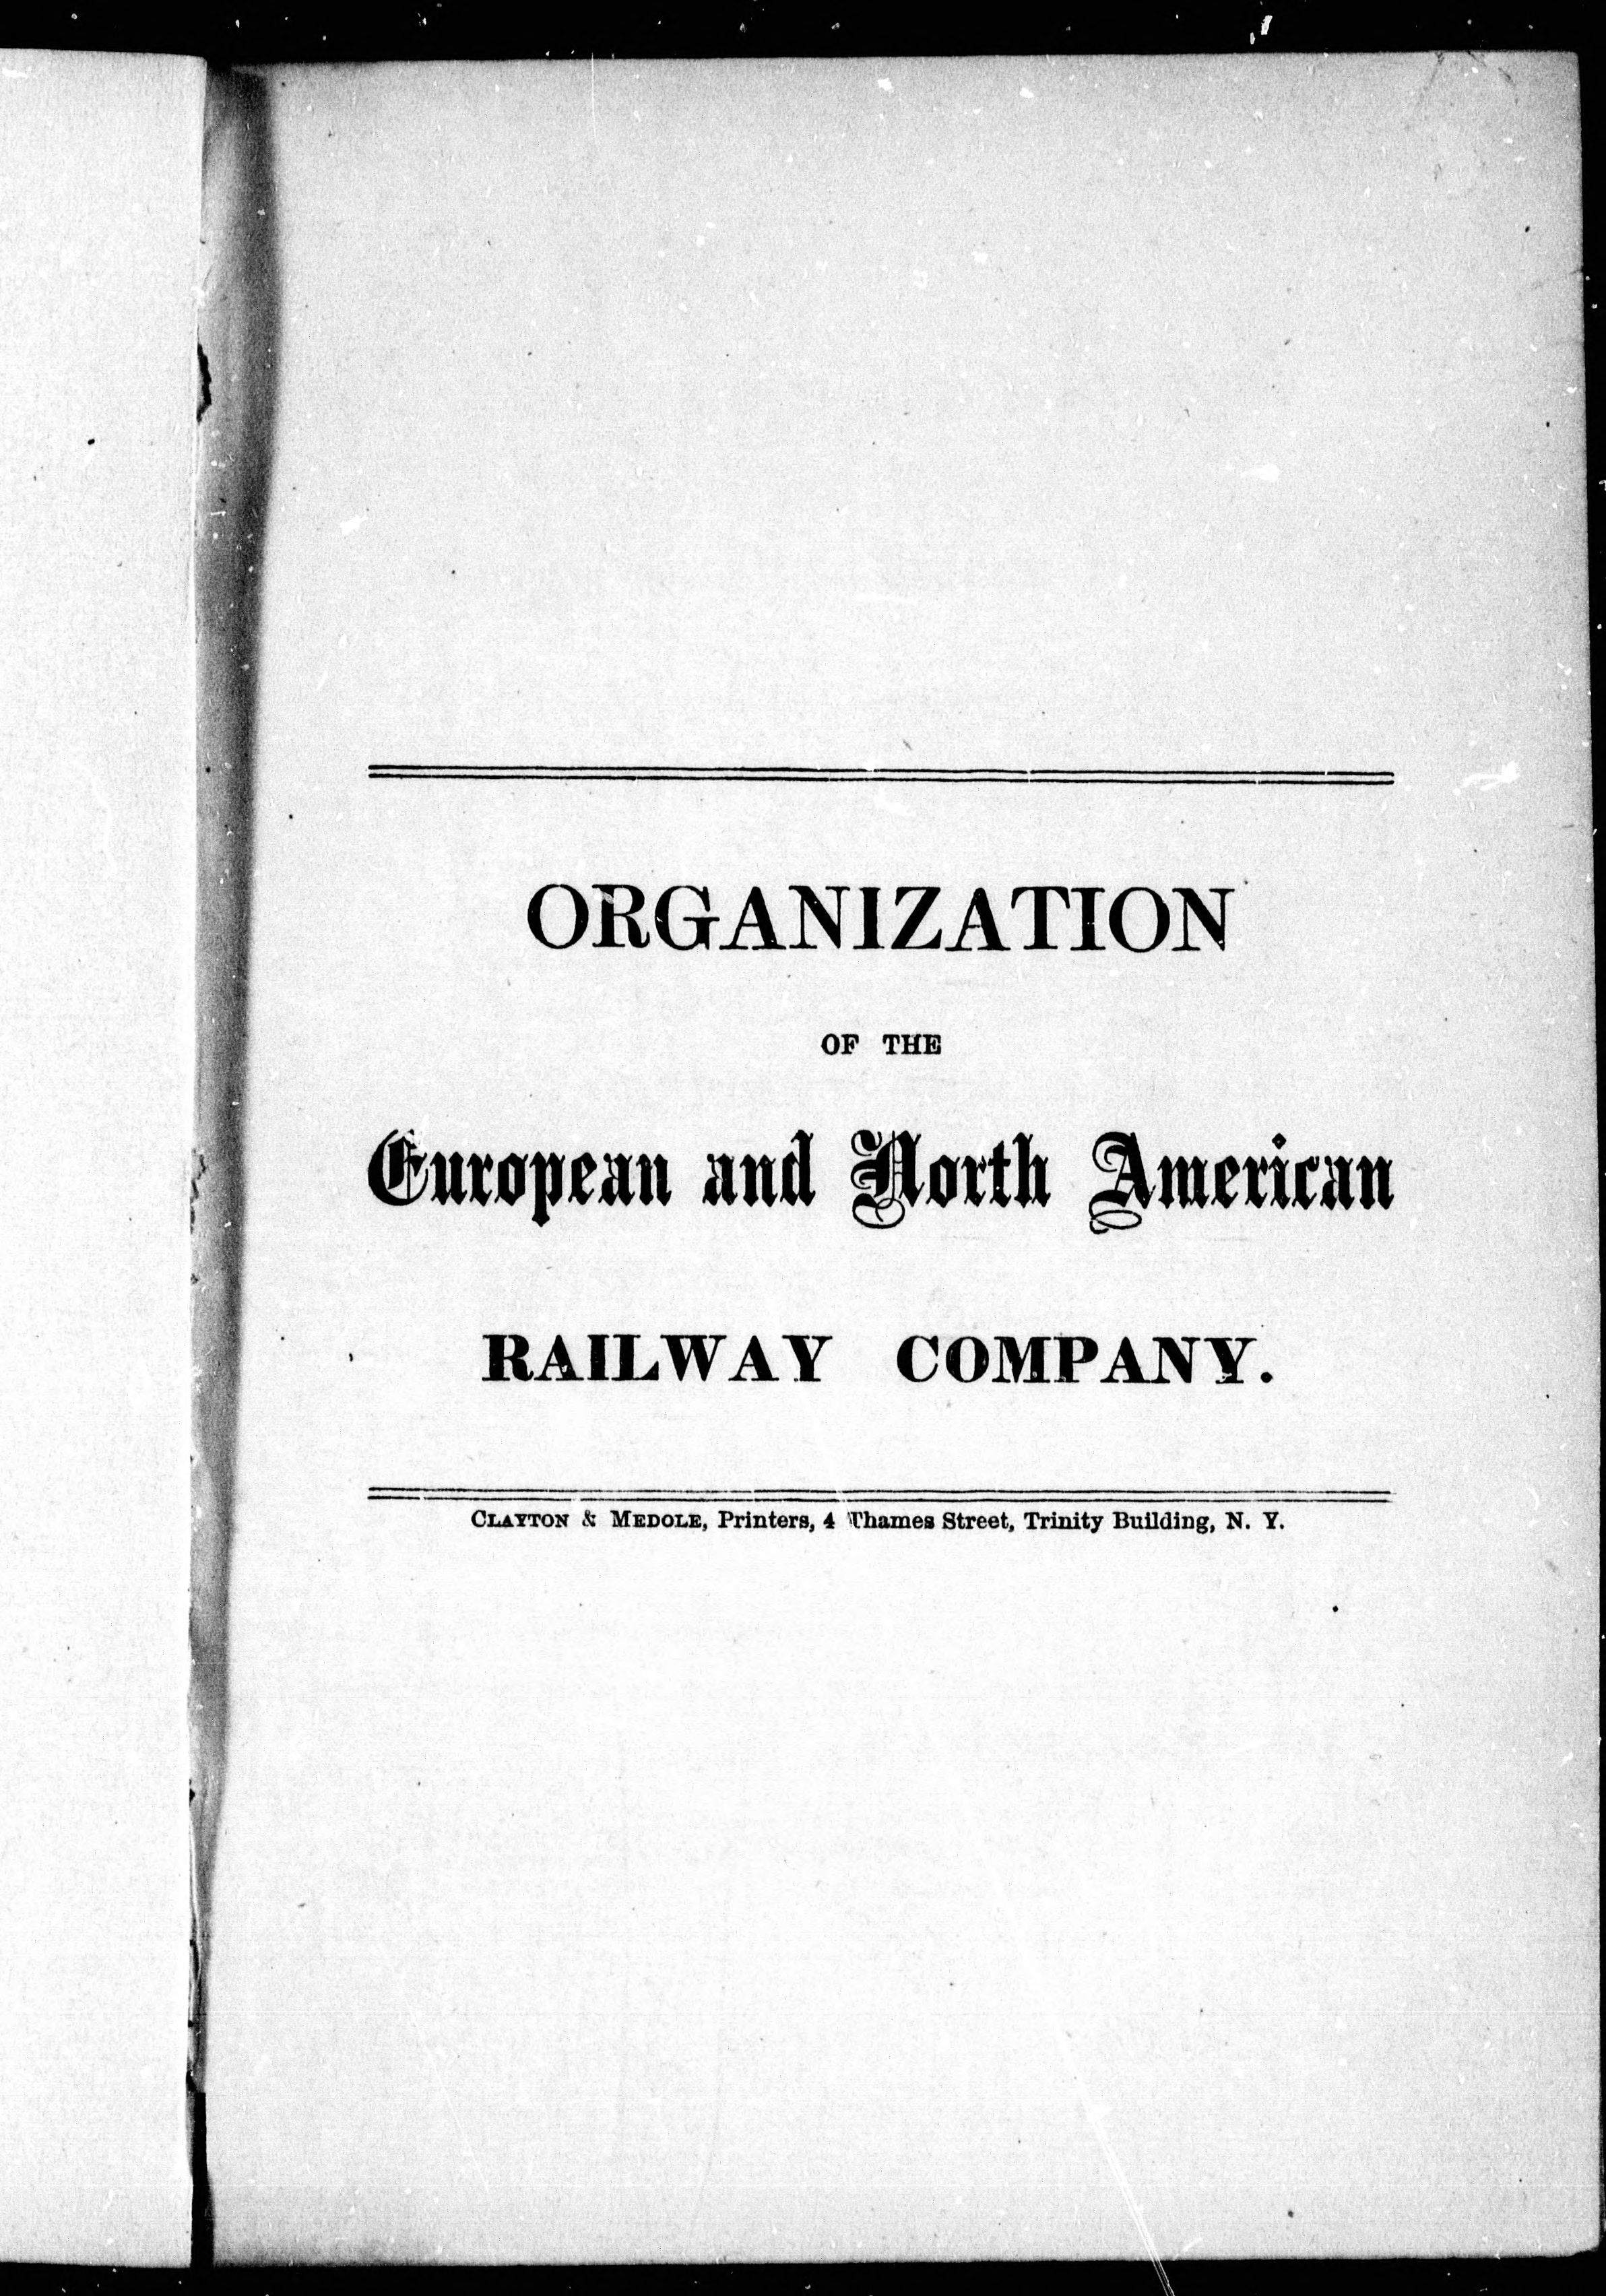 ORGANIZATION
OF THE
European and North American
RAILWAY COMPANY.
CLAYTON & MEDOLE, Printers, 4 Thames Street, Trinity Building, N. Y.